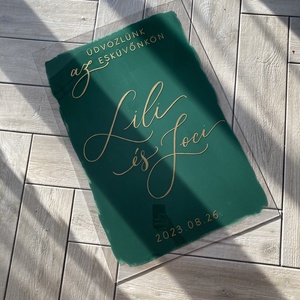 ÜDVÖZLÜNK
az ESKÜVŐNKÖN
Lili
és Joci
2023.08.26.